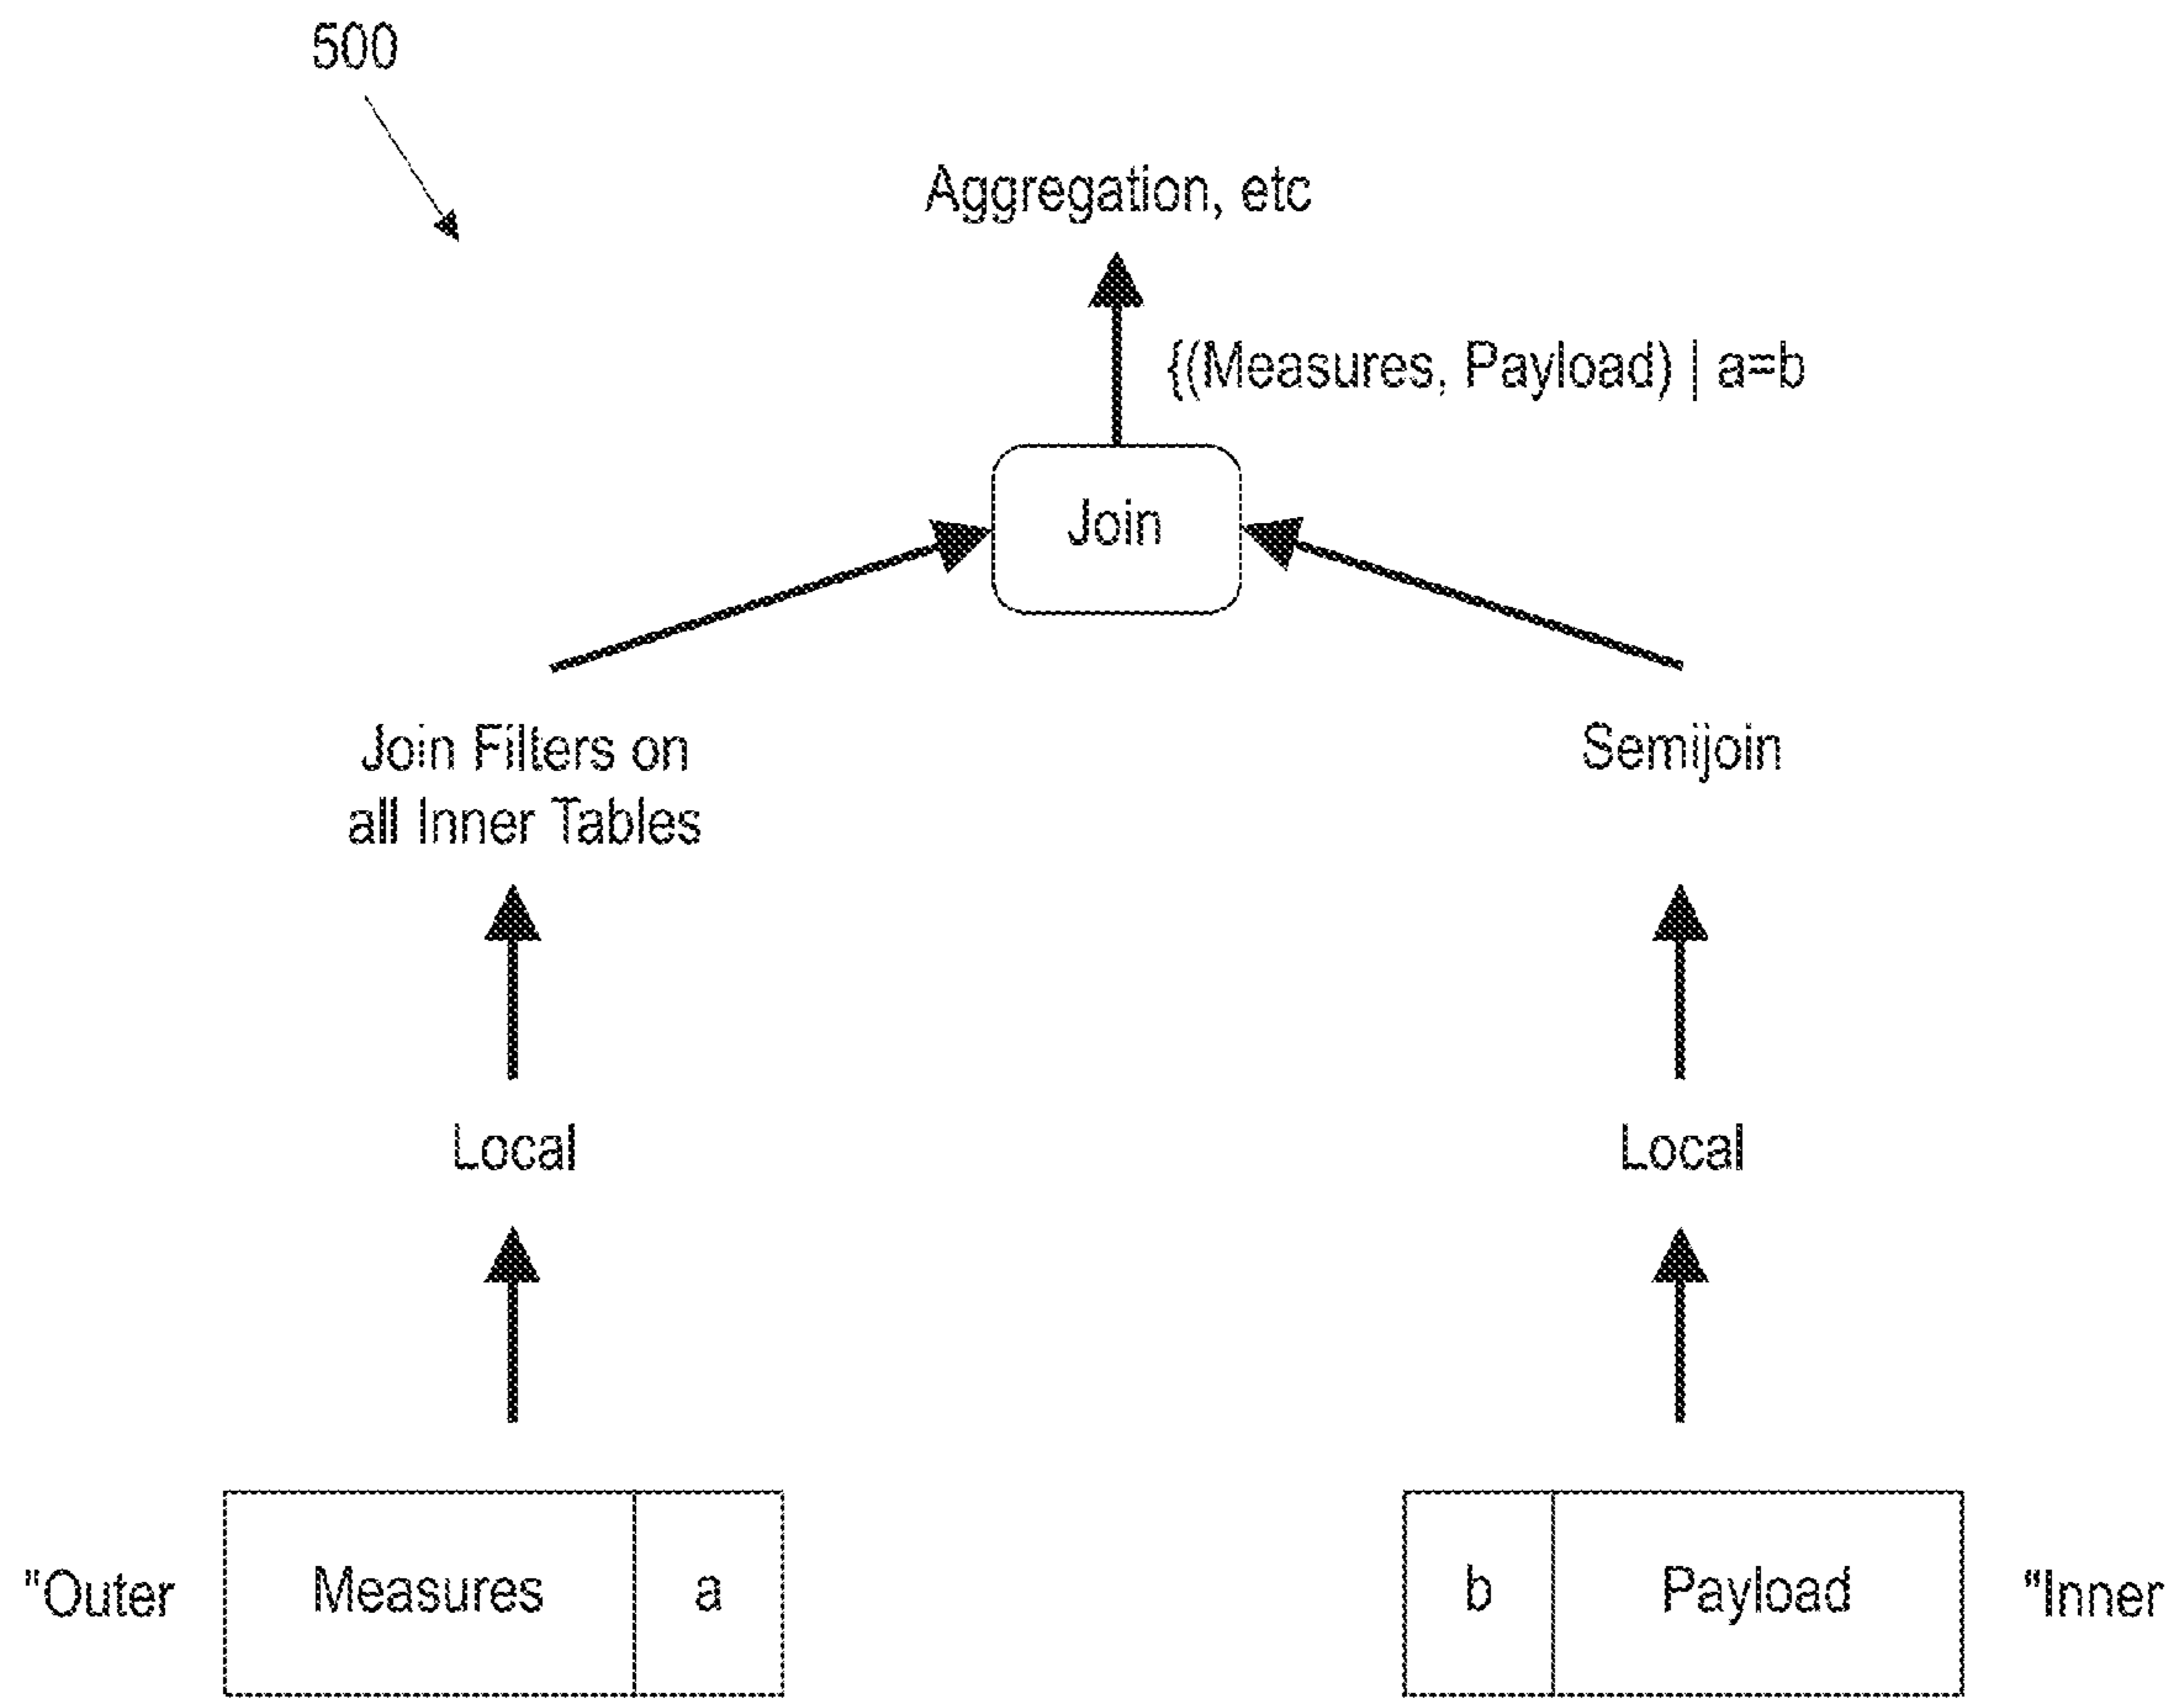 500
Aggregation, etc
{(Measures, Payload) | a=b
Join
Join Filters on
all Inner Tables
Semijoin
Local
Local
"Outer
Measures
a
b
Payload
"Inner